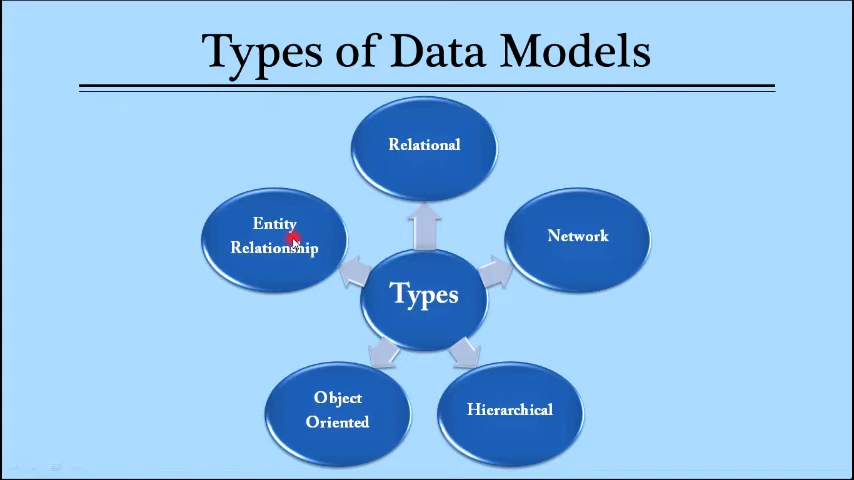 Types of Data Models
Relational
Entity
Relationship
Network
Types
Object
Oriented
Hierarchical